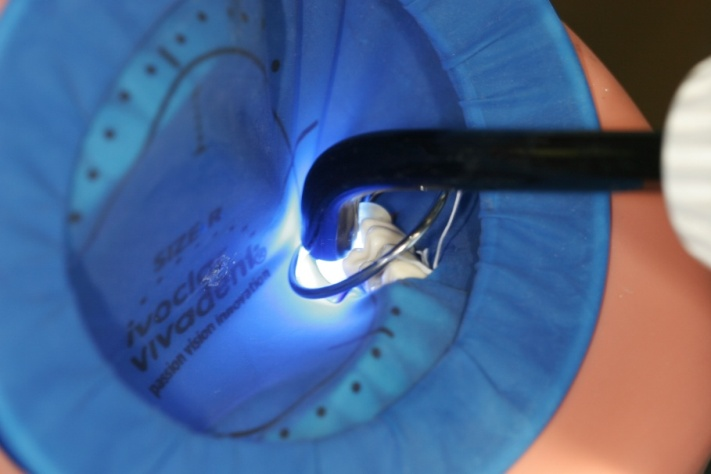 SIZE R
ivoclar
vivadent
passion vision innovation